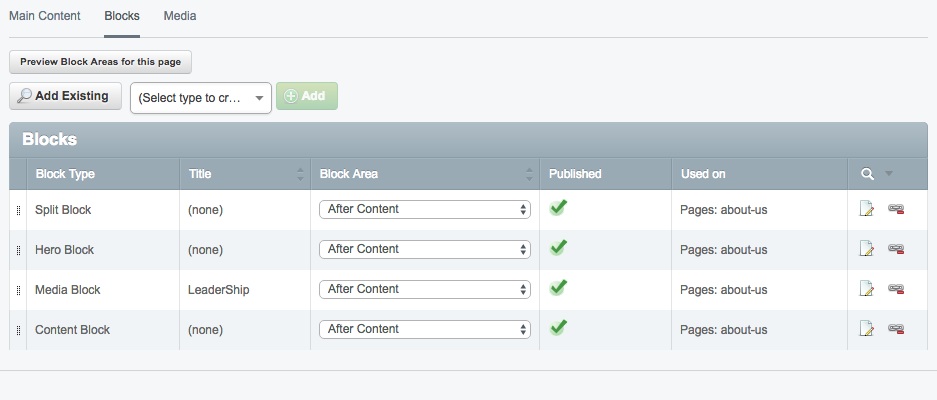 Main Content Blocks Media
Preview Block Areas for this page
Add Existing (Select type to cr… Add
Blocks
Block Type Title Block Area Published Used on
Split Block (none) After Content Pages: about-us
Hero Block (none) After Content Pages: about-us
Media Block LeaderShip After Content Pages: about-us
Content Block (none) After Content Pages: about-us